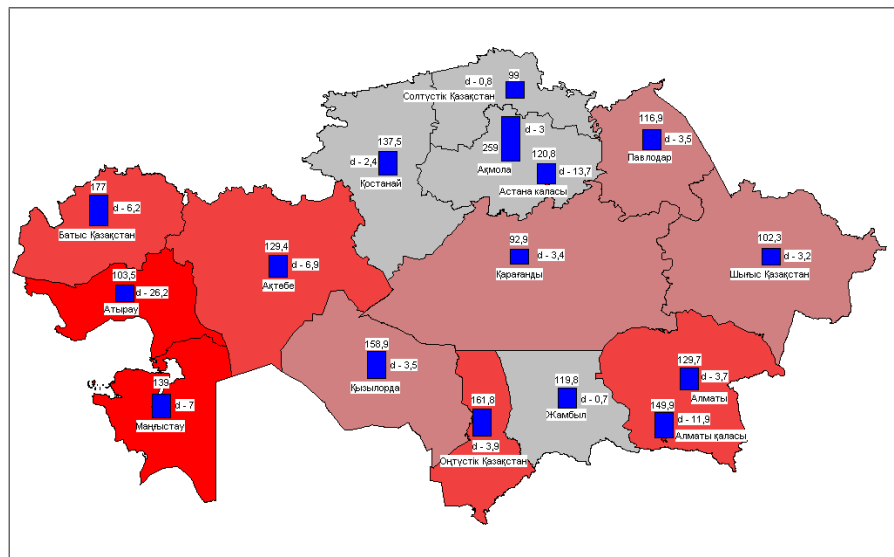 99
d - 0,8
Солтүстік Қазақстан
259
d - 3
Ақмола
137,5
d - 2,4
Қостанай
120,8
d - 13,7
Астана қаласы
116,9
d - 3,5
Павлодар
177
d - 6,2
Батыс Қазақстан
129,4
d - 6,9
Ақтөбе
92,9
d - 3,4
Қарағанды
102,3
d - 3,2
Шығыс Қазақстан
103,5
d - 26,2
Атырау
139
d - 7
Маңғыстау
158,9
d - 3,5
Қызылорда
161,8
d - 3,9
Оңтүстік Қазақстан
119,8
d - 0,7
Жамбыл
129,7
d - 3,7
Алматы
149,9
d - 11,9
Алматы қаласы